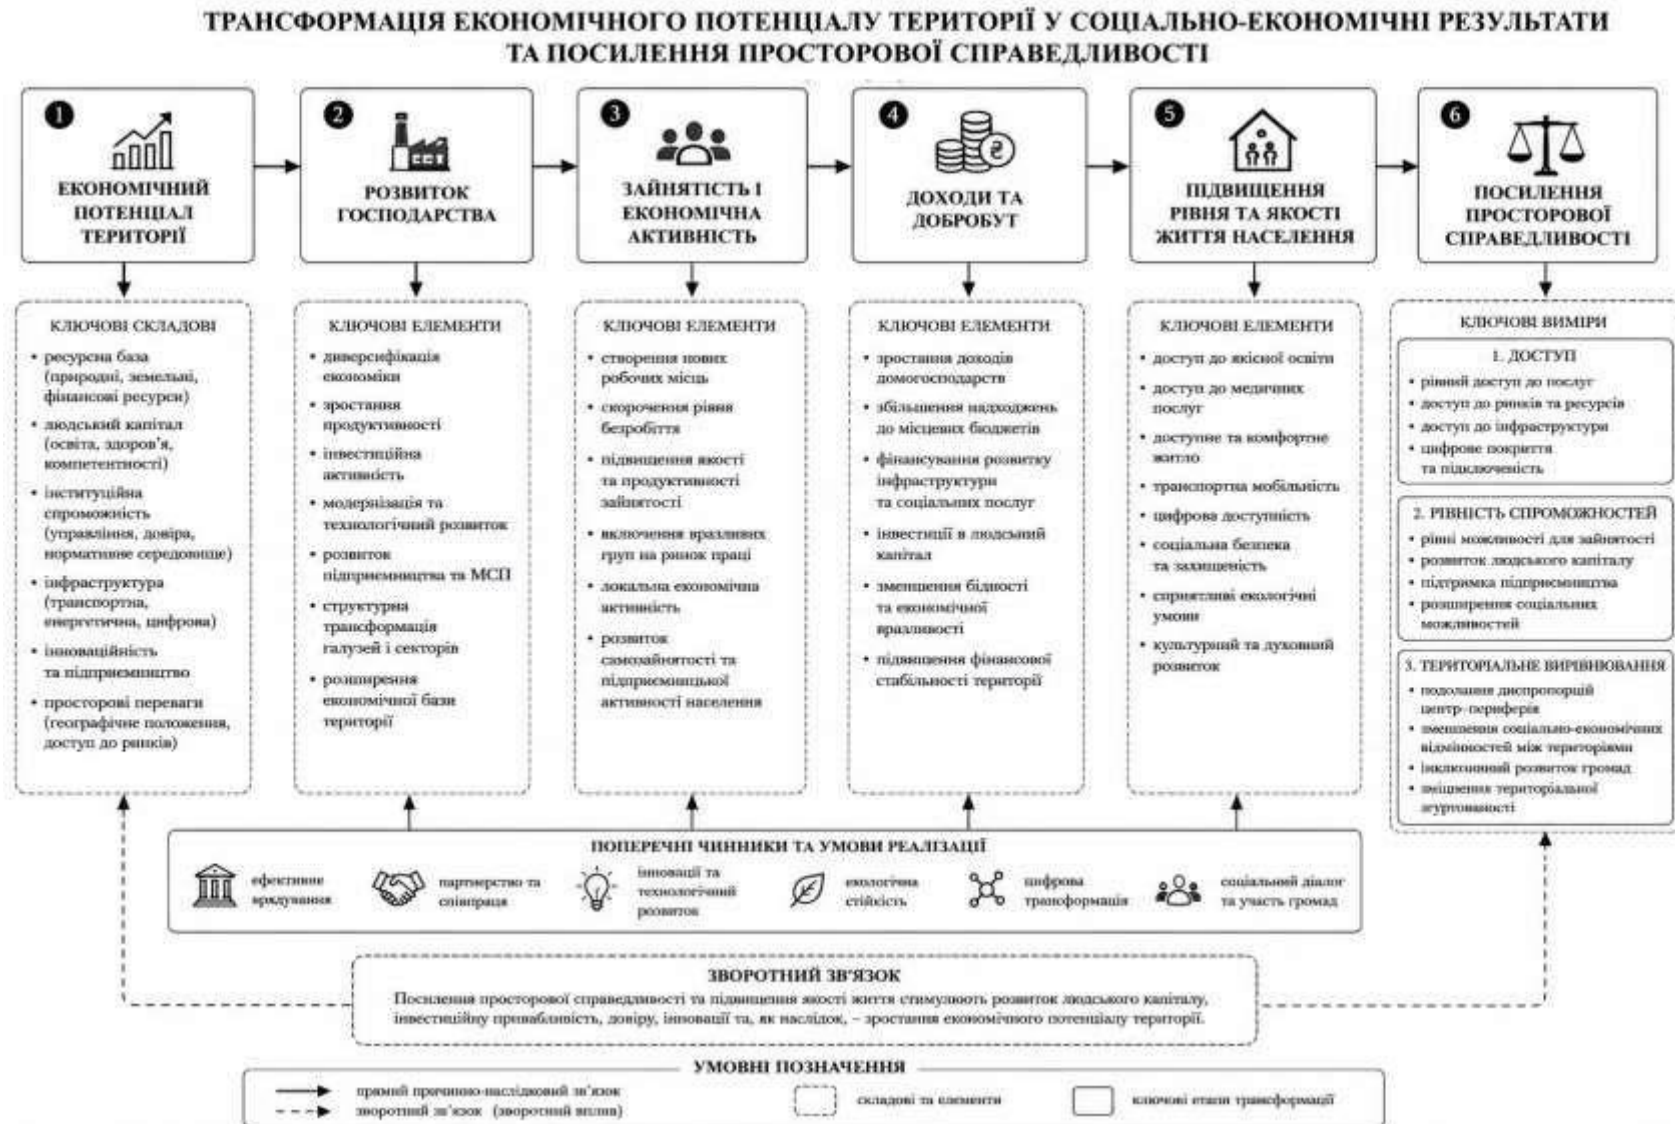 ТРАНСФОРМАЦІЯ ЕКОНОМІЧНОГО ПОТЕНЦІАЛУ ТЕРИТОРІЇ У СОЦІАЛЬНО-ЕКОНОМІЧНІ РЕЗУЛЬТАТИ
ТА ПОСИЛЕННЯ ПРОСТОРОВОЇ СПРАВЕДЛИВОСТІ
1
ЕКОНОМІЧНИЙ
ПОТЕНЦІАЛ
ТЕРИТОРІЇ
2
РОЗВИТОК
ГОСПОДАРСТВА
3
ЗАЙНЯТІСТЬ І
ЕКОНОМІЧНА
АКТИВНІСТЬ
4
₴
ДОХОДИ ТА
ДОБРОБУТ
5
ПІДВИЩЕННЯ
РІВНЯ ТА ЯКОСТІ
ЖИТТЯ НАСЕЛЕННЯ
6
ПОСИЛЕННЯ
ПРОСТОРОВОЇ
СПРАВЕДЛИВОСТІ
КЛЮЧОВІ СКЛАДОВІ
• ресурсна база
(природні, земельні,
фінансові ресурси)
• людський капітал
(освіта, здоров'я,
компетентності)
• інституційна
спроможність
(управління, довіра,
нормативне середовище)
• інфраструктура
(транспортна,
енергетична, цифрова)
• інноваційність
та підприємництво
• просторові переваги
(географічне положення,
доступ до ринків)
КЛЮЧОВІ ЕЛЕМЕНТИ
• диверсифікація
економіки
• зростання
продуктивності
• інвестиційна
активність
• модернізація та
технологічний розвиток
• розвиток
підприємництва та МСП
• структурна
трансформація
галузей і секторів
• розширення
економічної бази
території
КЛЮЧОВІ ЕЛЕМЕНТИ
• створення нових
робочих місць
• скорочення рівня
безробіття
• підвищення якості
та продуктивності
зайнятості
• включення вразливих
груп на ринок праці
• локальна економічна
активність
• розвиток
самозайнятості та
підприємницької
активності населення
КЛЮЧОВІ ЕЛЕМЕНТИ
• зростання доходів
домогосподарств
• збільшення надходжень
до місцевих бюджетів
• фінансування розвитку
інфраструктури
та соціальних послуг
• інвестиції в людський
капітал
• зменшення бідності
та економічної
вразливості
• підвищення фінансової
стабільності території
КЛЮЧОВІ ЕЛЕМЕНТИ
• доступ до якісної освіти
• доступ до медичних
послуг
• доступне та комфортне
житло
• транспортна мобільність
• цифрова доступність
• соціальна безпека
та захищеність
• сприятливі екологічні
умови
• культурний та духовний
розвиток
КЛЮЧОВІ ВИМІРИ
1. ДОСТУП
• рівний доступ до послуг
• доступ до ринків та ресурсів
• доступ до інфраструктури
• цифрове покриття
та підключеність
2. РІВНІСТЬ СПРОМОЖНОСТЕЙ
• рівні можливості для зайнятості
• розвиток людського капіталу
• підтримка підприємництва
• розширення соціальних
можливостей
3. ТЕРИТОРІАЛЬНЕ ВИРІВНЮВАННЯ
• подолання диспропорцій
центр–периферія
• зменшення соціально-економічних
відмінностей між територіями
• інклюзивний розвиток громад
• зміцнення територіальної
згуртованості
ПОПЕРЕЧНІ ЧИННИКИ ТА УМОВИ РЕАЛІЗАЦІЇ
ефективне
врядування
партнерство та
співпраця
інновації та
технологічний
розвиток
екологічна
стійкість
цифрова
трансформація
соціальний діалог
та участь громад
ЗВОРОТНИЙ ЗВ'ЯЗОК
Посилення просторової справедливості та підвищення якості життя стимулюють розвиток людського капіталу,
інвестиційну привабливість, довіру, інновації та, як наслідок, – зростання економічного потенціалу території.
УМОВНІ ПОЗНАЧЕННЯ
прямий причинно-наслідковий зв'язок
зворотний зв'язок (зворотний вплив)
складові та елементи
ключові етапи трансформації